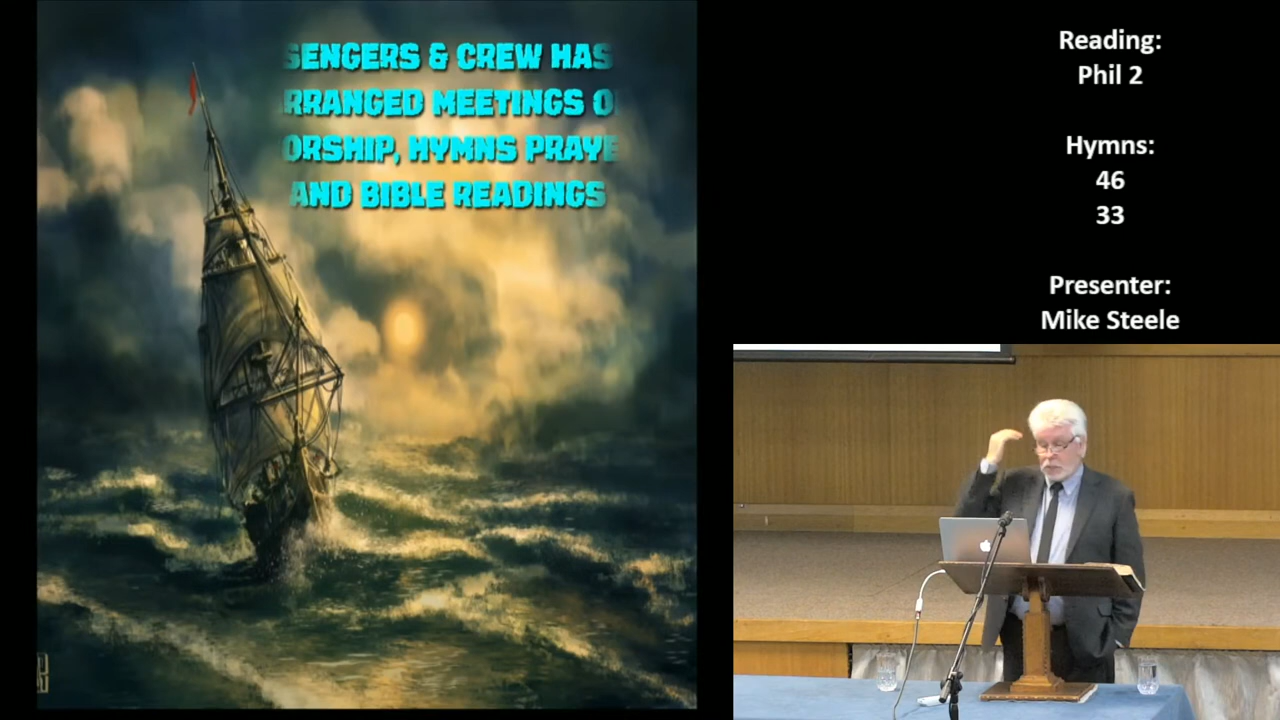 SENGERS & CREW HAS
RRANGED MEETINGS O
ORSHIP, HYMNS PRAYE
AND BIBLE READINGS
Reading:
Phil 2
Hymns:
46
33
Presenter:
Mike Steele